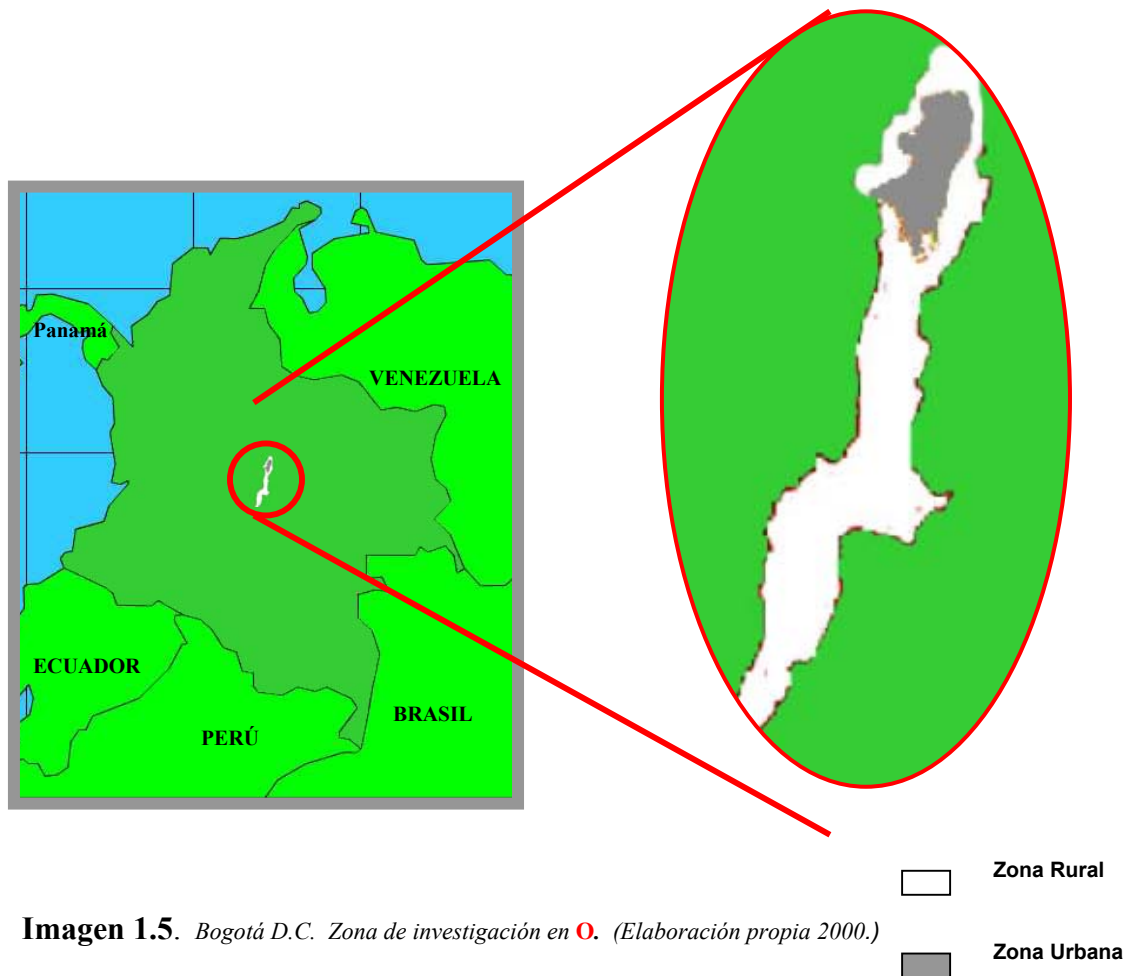 Panamá
VENEZUELA
ECUADOR
PERÚ
BRASIL
Zona Rural
Imagen 1.5. Bogotá D.C. Zona de investigación en O. (Elaboración propia 2000.)
Zona Urbana